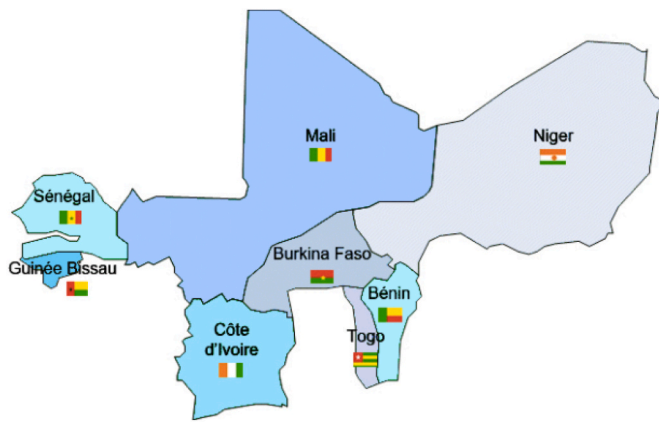 Mali
Niger
Sénégal
Guinée Bissau
Burkina Faso
Bénin
Côte
d'Ivoire
Togo